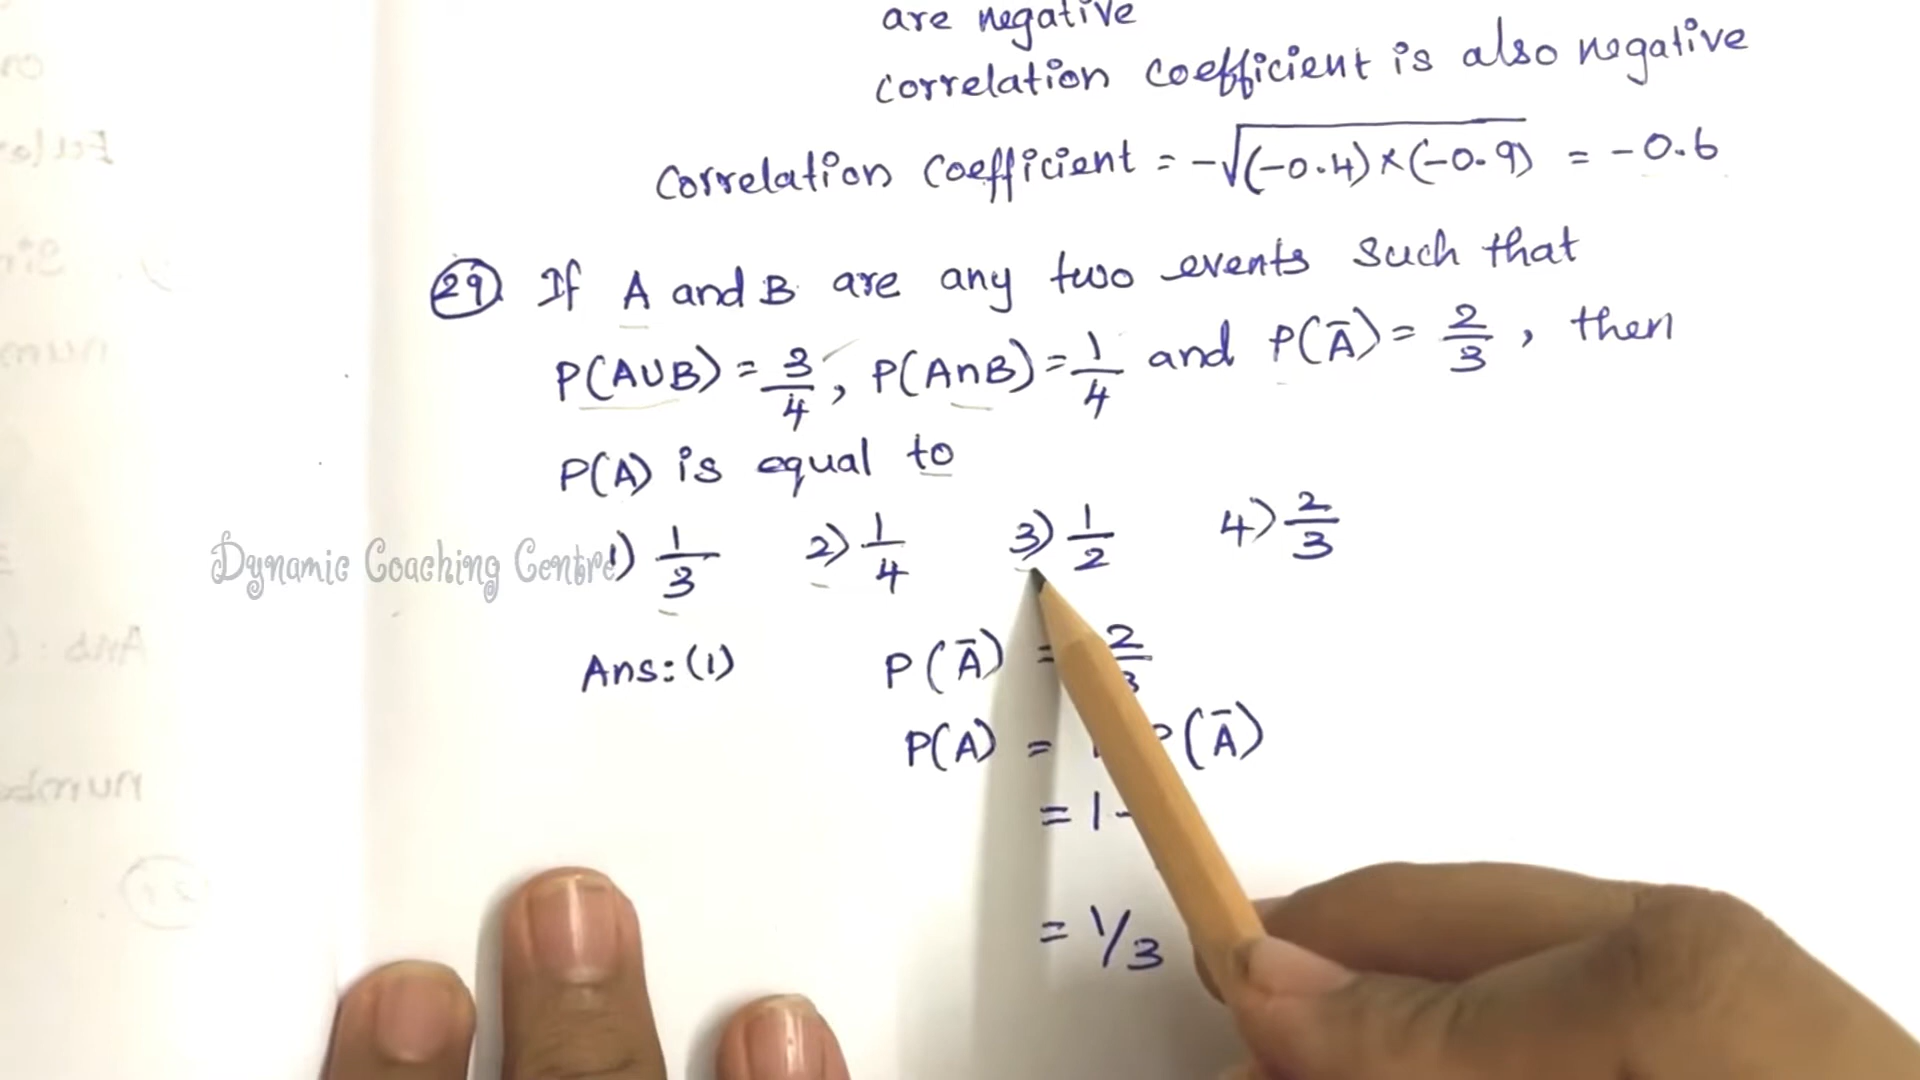 are negative
correlation coefficient is also negative
Correlation Coefficient = -√(-0.4)×(-0.9) = -0.6
29. If A and B are any two events such that
P(A∪B) = 3/4, P(A∩B) = 1/4 and P(Ā) = 2/3, then
P(A) is equal to
1) 1/3 2) 1/4 3) 1/2 4) 2/3
Dynamic Coaching Centre
Ans: (1) P(Ā) = 2/3
P(A) = P(Ā)
= 1-
= 1/3